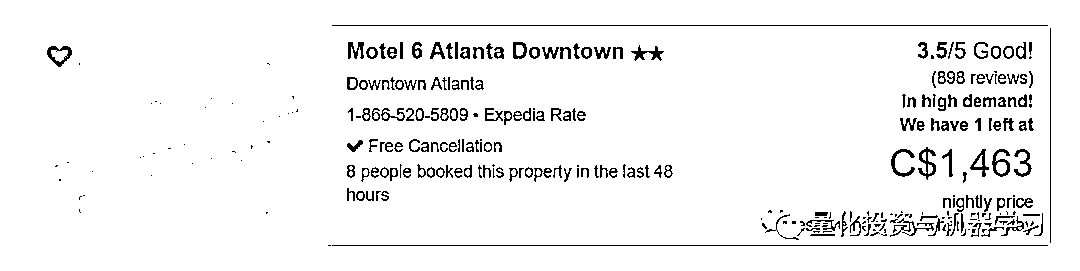 Motel 6 Atlanta Downtown ★★
Downtown Atlanta
1-866-520-5809 • Expedia Rate
✔ Free Cancellation
8 people booked this property in the last 48
hours
3.5/5 Good!
(898 reviews)
In high demand!
We have 1 left at
C$1,463
nightly price
量化投资与机器学习